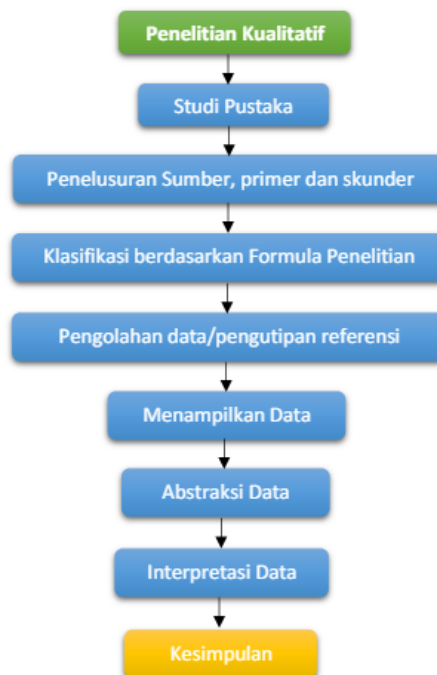 Penelitian Kualitatif
Studi Pustaka
Penelusuran Sumber, primer dan skunder
Klasifikasi berdasarkan Formula Penelitian
Pengolahan data/pengutipan referensi
Menampilkan Data
Abstraksi Data
Interpretasi Data
Kesimpulan